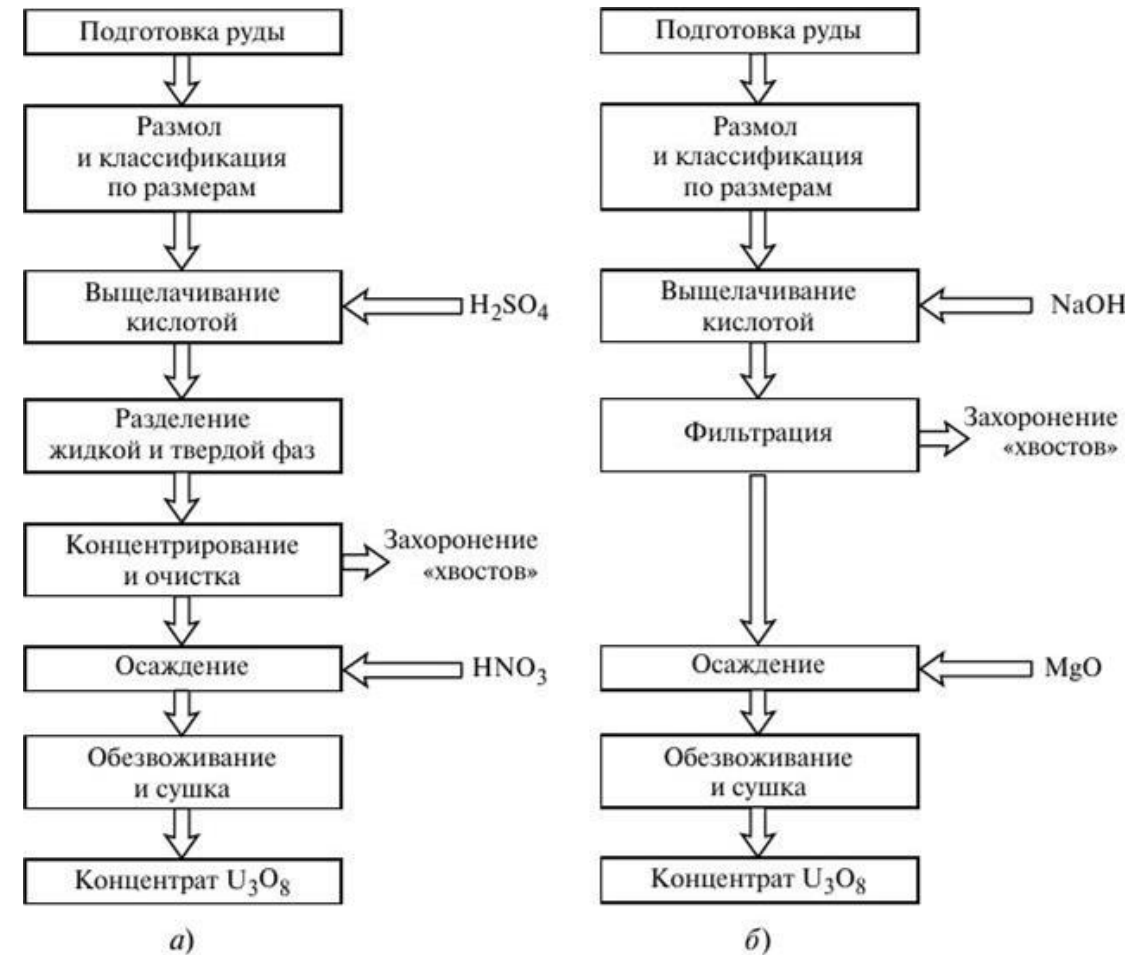 Подготовка руды
Размол
и классификация
по размерам
Выщелачивание
кислотой
H₂SO₄
Разделение
жидкой и твердой фаз
Концентрирование
и очистка
Захоронение
«хвостов»
Осаждение
HNO₃
Обезвоживание
и сушка
Концентрат U₃O₈
а)
Подготовка руды
Размол
и классификация
по размерам
Выщелачивание
кислотой
NaOH
Фильтрация
Захоронение
«хвостов»
Осаждение
MgO
Обезвоживание
и сушка
Концентрат U₃O₈
б)